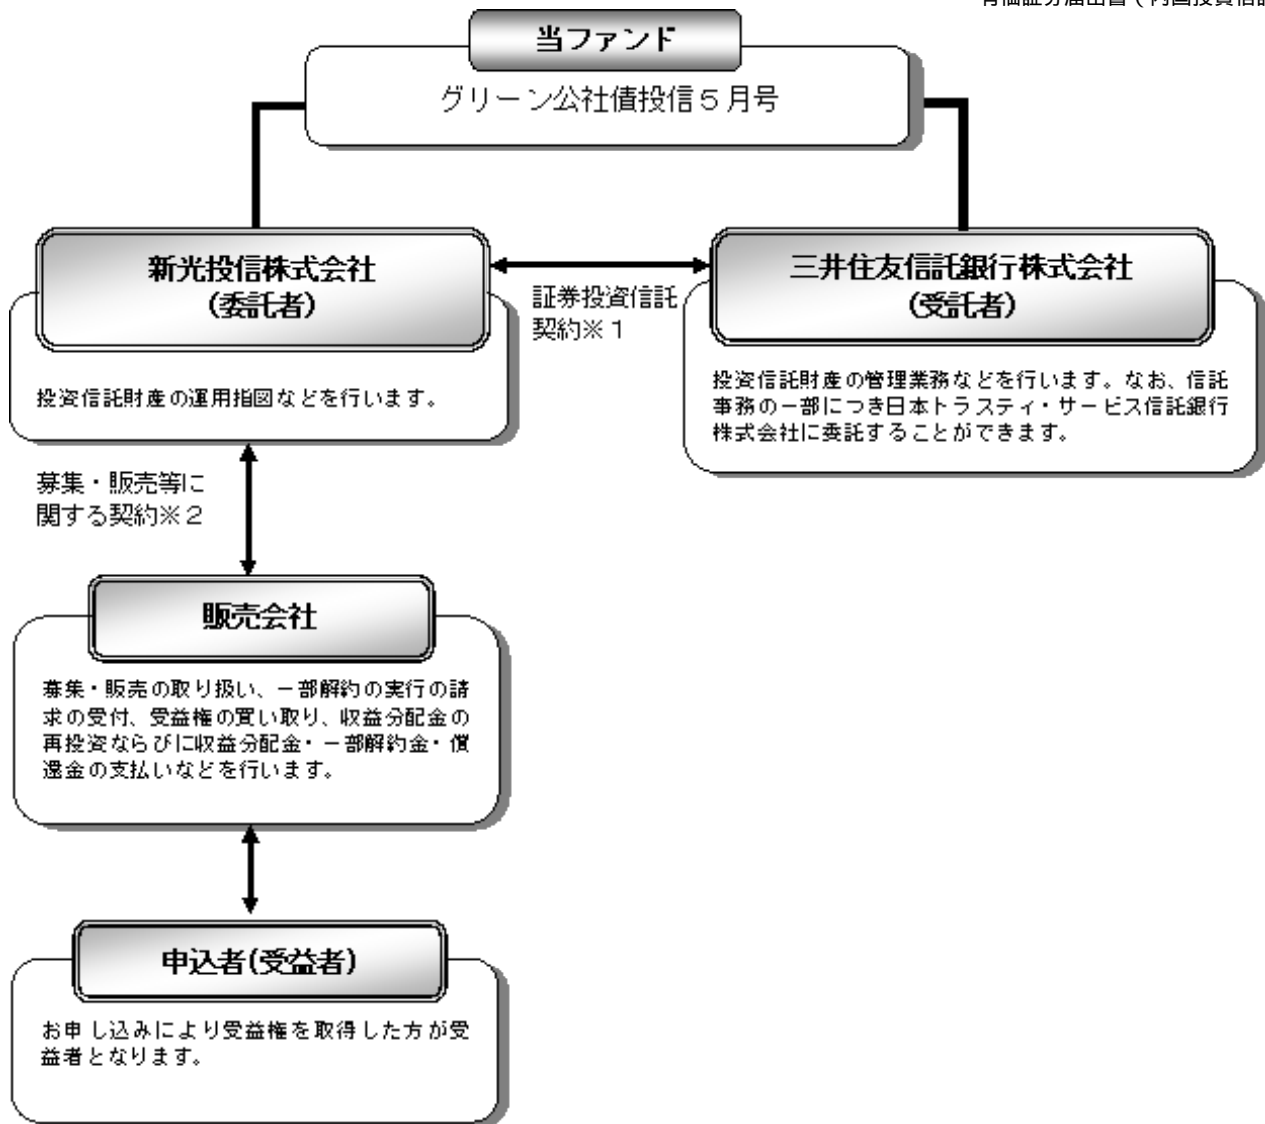 当ファンド
グリーン公社債投信５月号
新光投信株式会社
(委託者)
投資信託財産の運用指図などを行います。
証券投資信託
契約※１
三井住友信託銀行株式会社
(受託者)
投資信託財産の管理業務などを行います。なお、信託
事務の一部につき日本トラスティ・サービス信託銀行
株式会社に委託することができます。
募集・販売等に
関する契約※２
販売会社
募集・販売の取り扱い、一部解約の実行の請
求の受付、受益権の買い取り、収益分配金の
再投資ならびに収益分配金・一部解約金・償
還金の支払いなどを行います。
申込者(受益者)
お申し込みにより受益権を取得した方が受
益者となります。